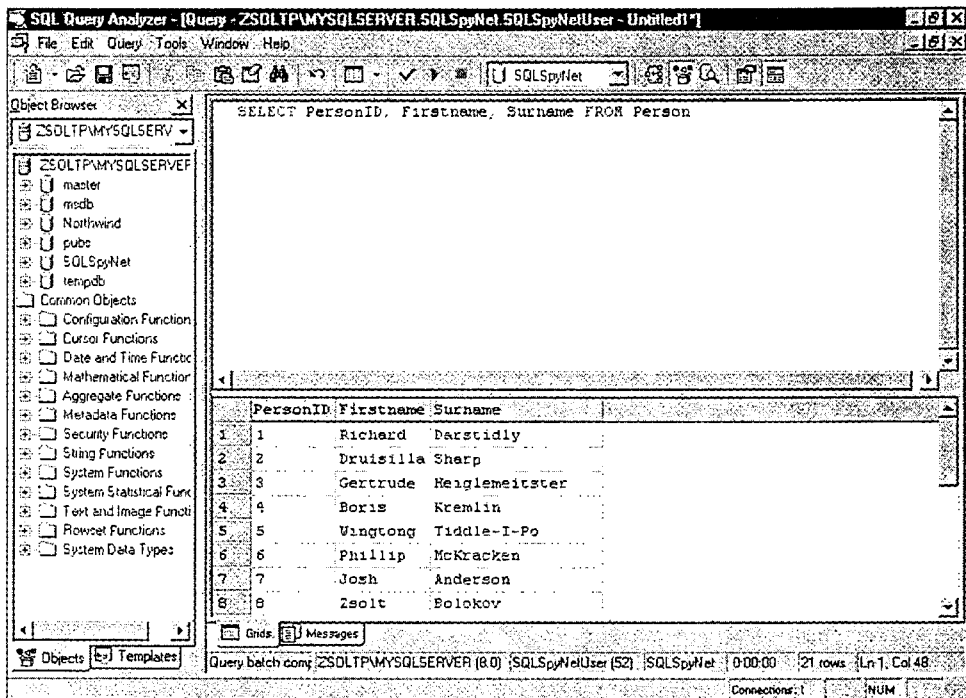 SQL Query Analyzer - [Query - ZSOLTP\MYSQLSERVER.SQLSpyNet.SQLSpyNetUser - Untitled1*]
File Edit Query Tools Window Help
SQLSpyNet
Object Browser
ZSOLTP\MYSQLSERV
ZSOLTP\MYSQLSERVER
master
msdb
Northwind
pubs
SQLSpyNet
tempdb
Common Objects
Configuration Function
Cursor Functions
Date and Time Functic
Mathematical Function
Aggregate Functions
Metadata Functions
Security Functions
String Functions
System Functions
System Statistical Func
Text and Image Functi
Rowset Functions
System Data Types
Objects Templates
SELECT PersonID, Firstname, Surname FROM Person
PersonID Firstname Surname
1 1 Richard Darstidly
2 2 Druisilla Sharp
3 3 Gertrude Meiglemeitster
4 4 Boris Kremlin
5 5 Wingtong Tiddle-I-Po
6 6 Phillip McKracken
7 7 Josh Anderson
8 8 Zsolt Bolokov
Grids Messages
Query batch comp ZSOLTP\MYSQLSERVER (8.0) SQLSpyNetUser (52) SQLSpyNet 0:00:00 21 rows Ln 1, Col 48
Connections: 1 NUM